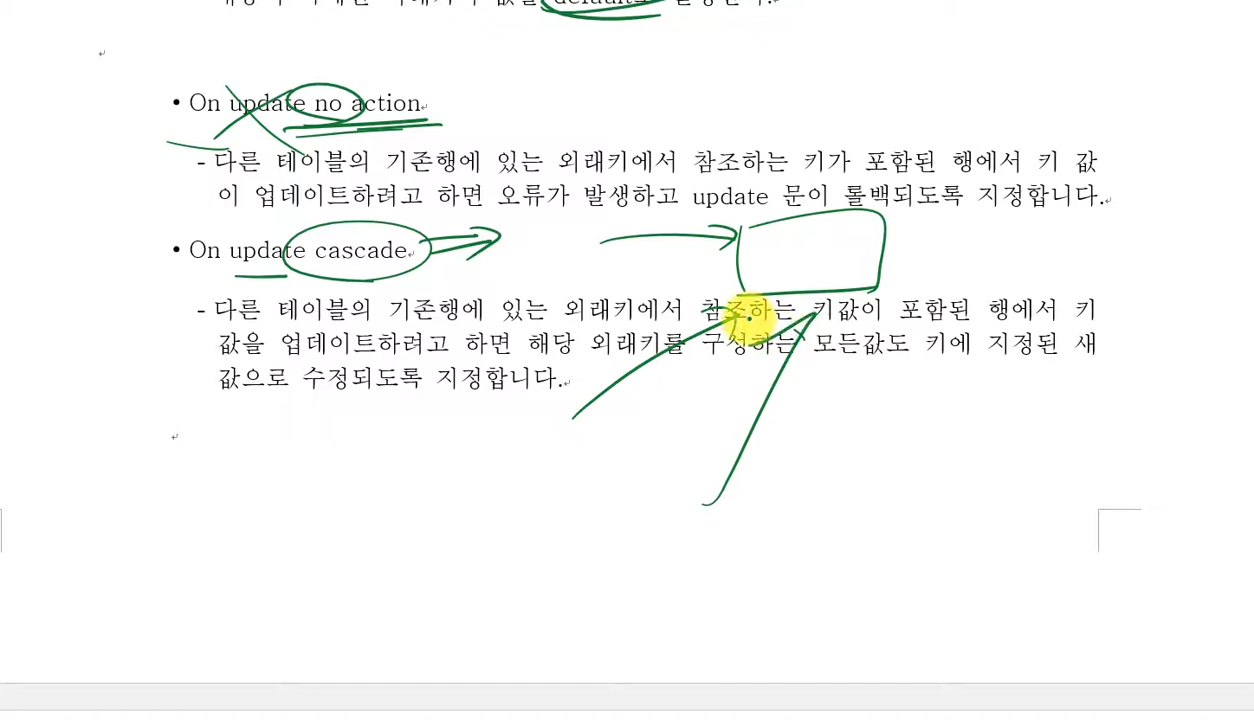 default
• On update no action
- 다른 테이블의 기존행에 있는 외래키에서 참조하는 키가 포함된 행에서 키 값
이 업데이트하려고 하면 오류가 발생하고 update 문이 롤백되도록 지정합니다.
• On update cascade
- 다른 테이블의 기존행에 있는 외래키에서 참조하는 키값이 포함된 행에서 키
값을 업데이트하려고 하면 해당 외래키를 구성하는 모든값도 키에 지정된 새
값으로 수정되도록 지정합니다.